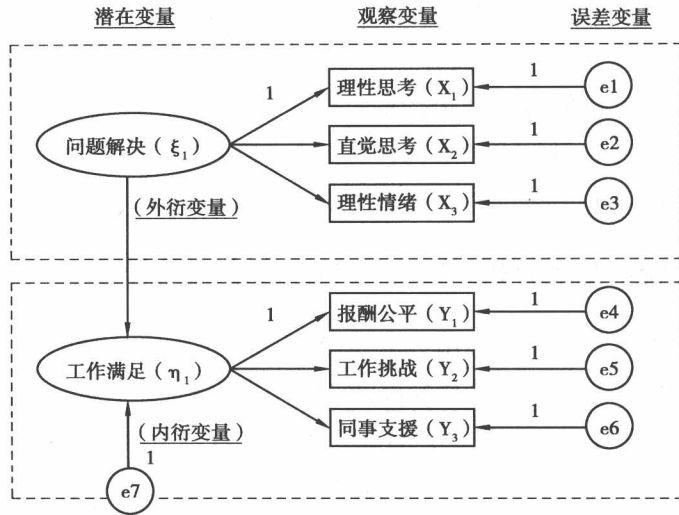 潜在变量 观察变量 误差变量
1 理性思考（X₁） 1 e1
问题解决（ξ₁） 直觉思考（X₂） 1 e2
理性情绪（X₃） 1 e3
（外衍变量）
1 报酬公平（Y₁） 1 e4
工作满足（η₁） 工作挑战（Y₂） 1 e5
同事支援（Y₃） 1 e6
（内衍变量）
1
e7